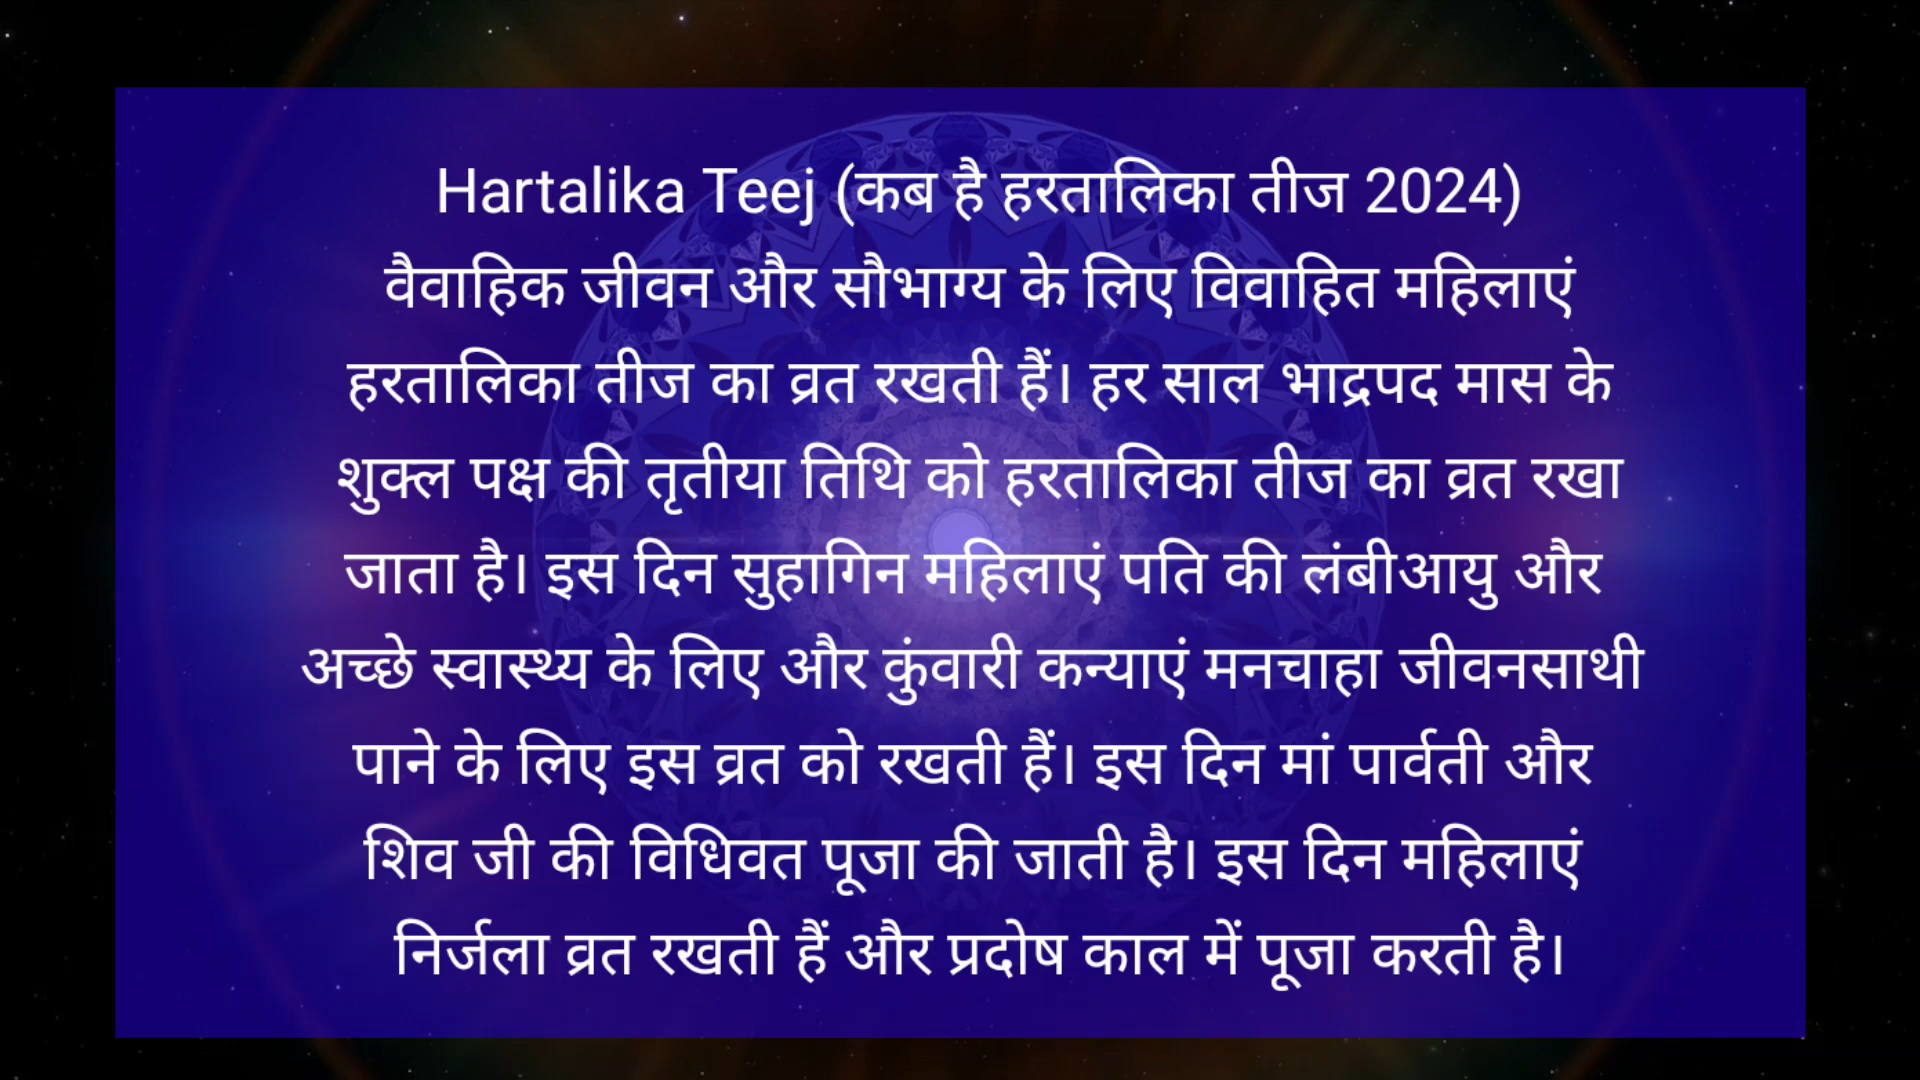 Hartalika Teej (कब है हरतालिका तीज 2024)
वैवाहिक जीवन और सौभाग्य के लिए विवाहित महिलाएं
हरतालिका तीज का व्रत रखती हैं। हर साल भाद्रपद मास के
शुक्ल पक्ष की तृतीया तिथि को हरतालिका तीज का व्रत रखा
जाता है। इस दिन सुहागिन महिलाएं पति की लंबीआयु और
अच्छे स्वास्थ्य के लिए और कुंवारी कन्याएं मनचाहा जीवनसाथी
पाने के लिए इस व्रत को रखती हैं। इस दिन मां पार्वती और
शिव जी की विधिवत पूजा की जाती है। इस दिन महिलाएं
निर्जला व्रत रखती हैं और प्रदोष काल में पूजा करती है।